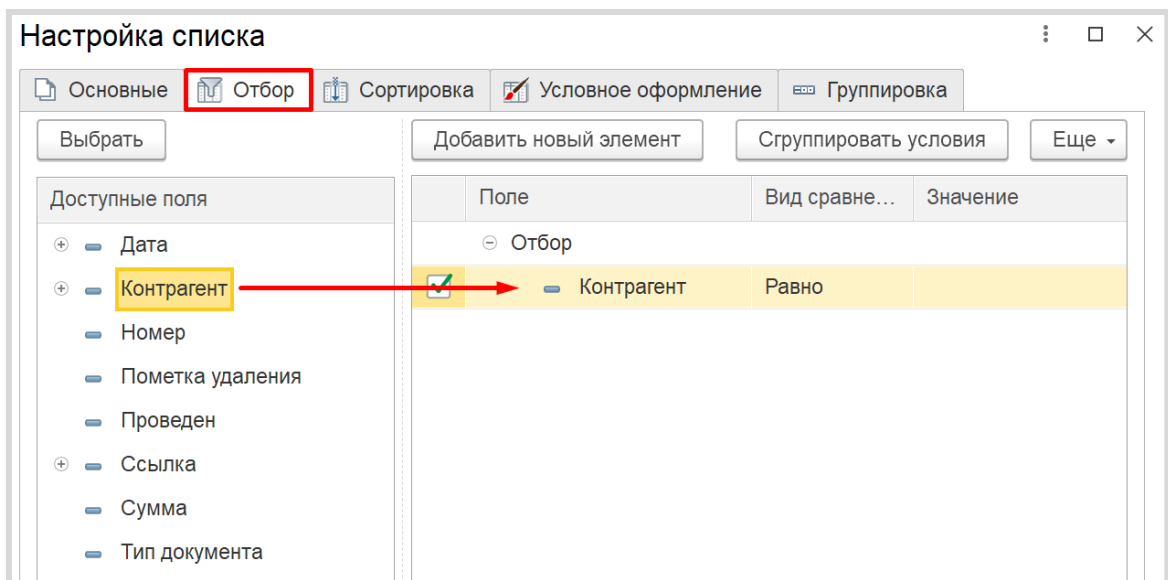 Настройка списка
Основные Отбор Сортировка Условное оформление Группировка
Выбрать Добавить новый элемент Сгруппировать условия Еще
Доступные поля Поле Вид сравне... Значение
Дата Отбор
Контрагент Контрагент Равно
Номер
Пометка удаления
Проведен
Ссылка
Сумма
Тип документа